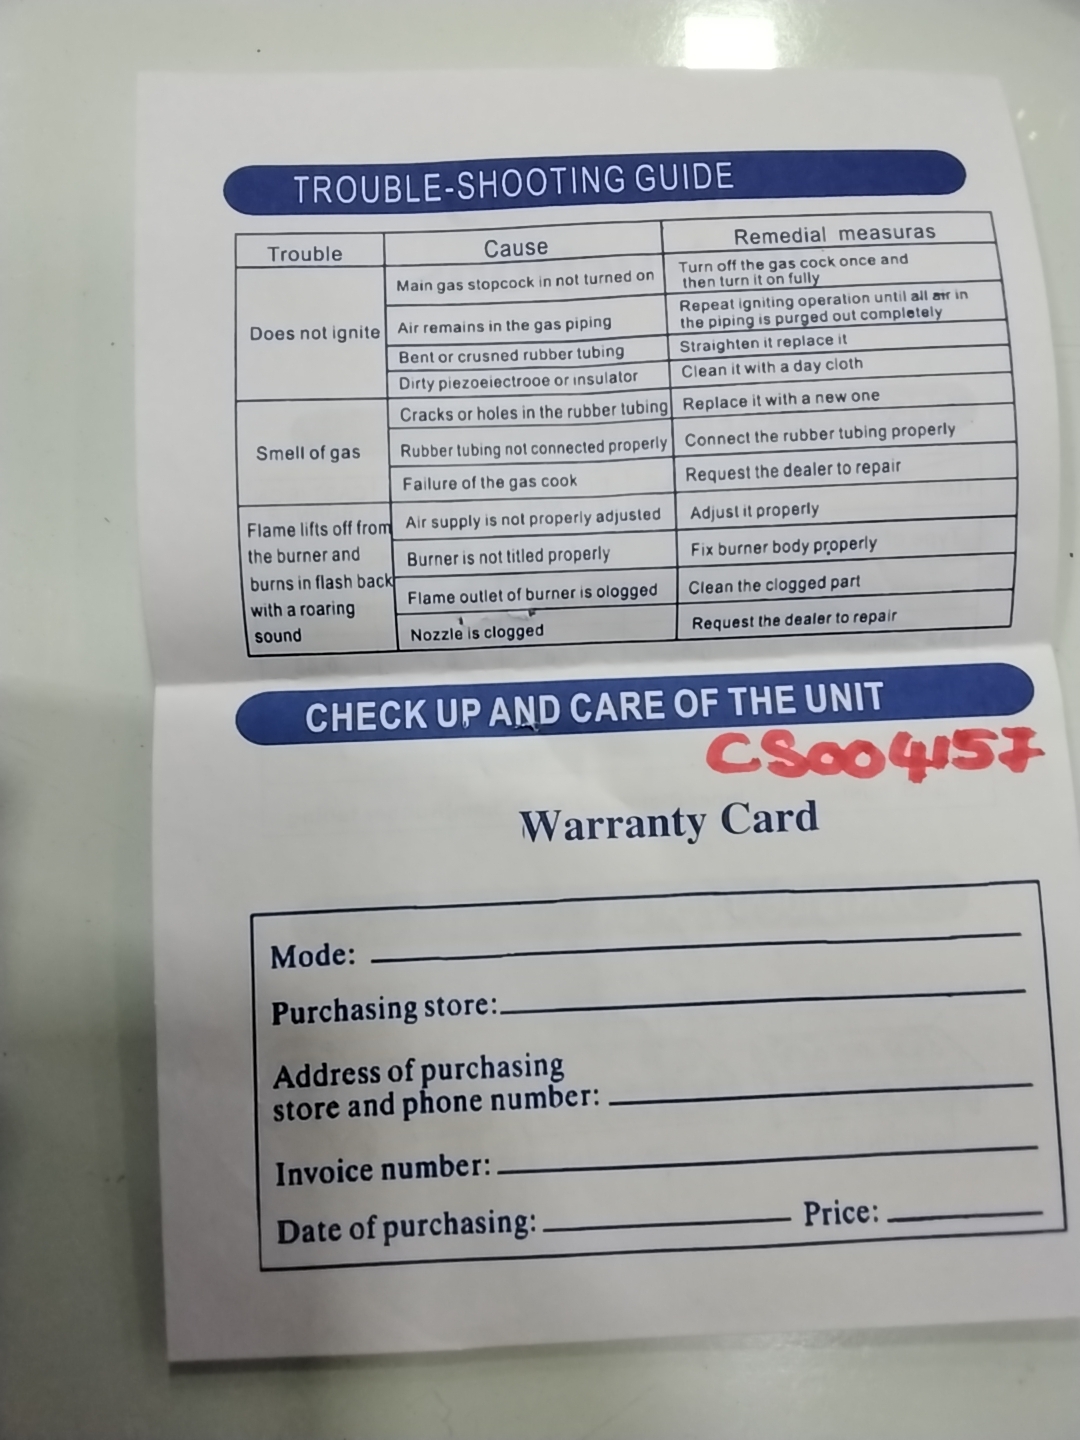 TROUBLE-SHOOTING GUIDE
Trouble Cause Remedial measuras
Does not ignite
Main gas stopcock in not turned on
Turn off the gas cock once and
then turn it on fully
Air remains in the gas piping
Repeat igniting operation until all air in
the piping is purged out completely
Bent or crusned rubber tubing
Straighten it replace it
Dirty piezoeiectrooe or insulator
Clean it with a day cloth
Smell of gas
Cracks or holes in the rubber tubing
Replace it with a new one
Rubber tubing not connected properly
Connect the rubber tubing properly
Failure of the gas cook
Request the dealer to repair
Flame lifts off from
the burner and
burns in flash back
with a roaring
sound
Air supply is not properly adjusted
Adjust it properly
Burner is not titled properly
Fix burner body properly
Flame outlet of burner is ologged
Clean the clogged part
Nozzle is clogged
Request the dealer to repair
CHECK UP AND CARE OF THE UNIT
CS004157
Warranty Card
Mode:
Purchasing store:
Address of purchasing
store and phone number:
Invoice number:
Date of purchasing: Price: